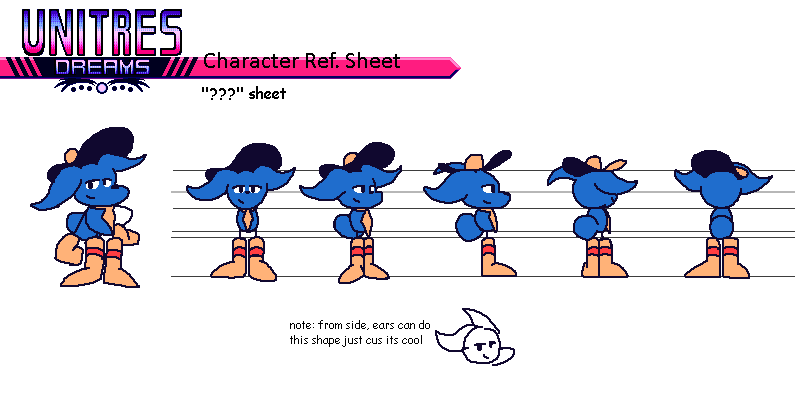 UNITRES
DREAMS
Character Ref. Sheet
"???" sheet
note: from side, ears can do
this shape just cus its cool